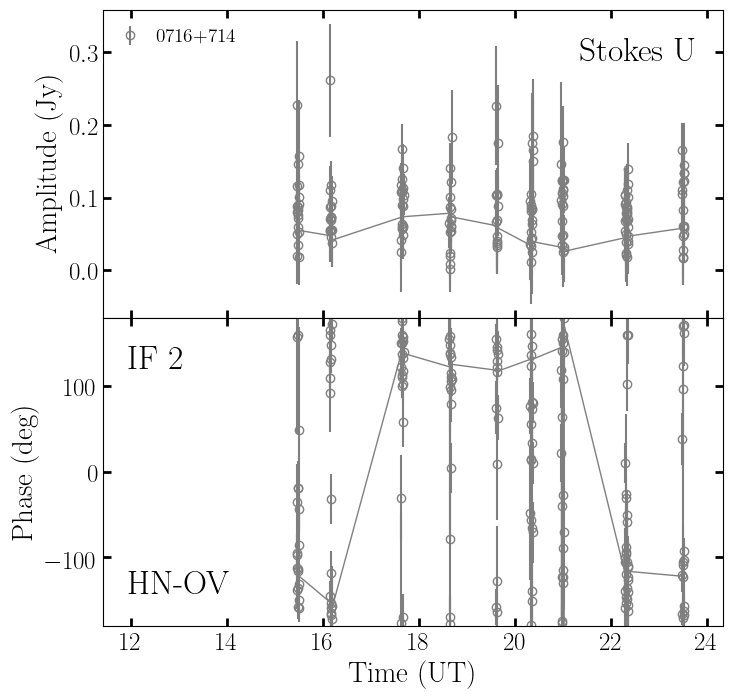 0716+714
Stokes U
0.3
0.2
0.1
0.0
Amplitude (Jy)
IF 2
100
0
−100
Phase (deg)
HN-OV
12 14 16 18 20 22 24
Time (UT)